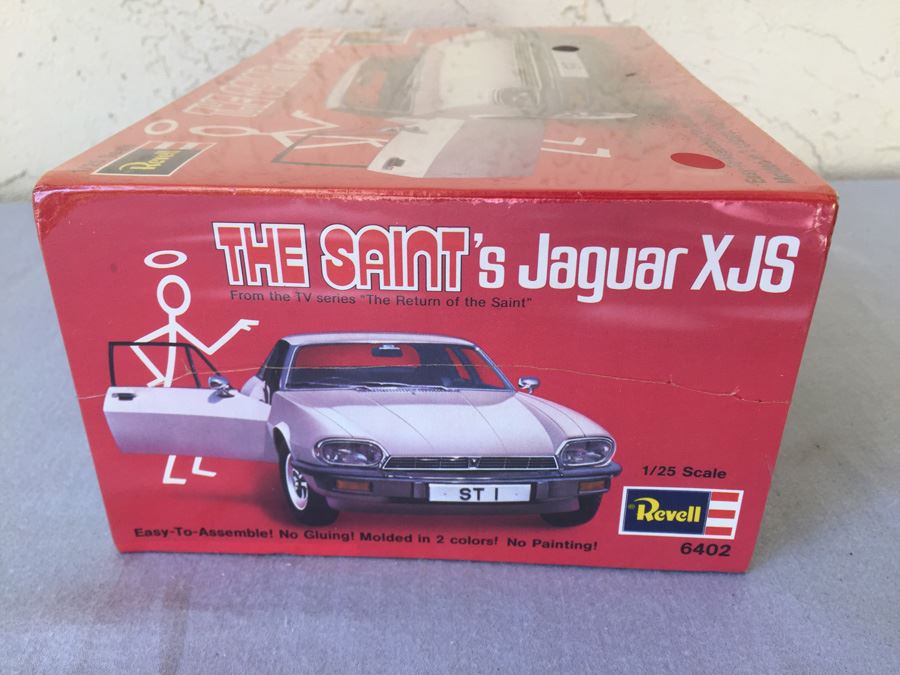 Revell
THE SAINT's Jaguar XJS
From the TV series "The Return of the Saint"
ST 1
1/25 Scale
Revell
6402
Easy-To-Assemble! No Gluing! Molded in 2 colors! No Painting!